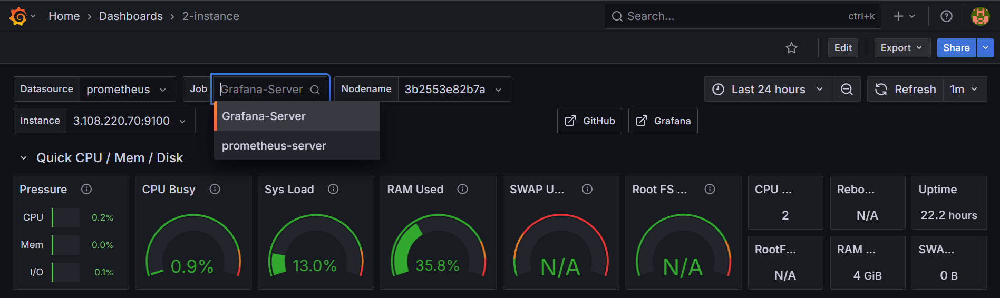 Home › Dashboards › 2-instance
Search... ctrl+k
Edit Export Share
Datasource prometheus Job Grafana-Server Nodename 3b2553e82b7a Last 24 hours Refresh 1m
Grafana-Server
prometheus-server
Instance 3.108.220.70:9100 GitHub Grafana
Quick CPU / Mem / Disk
Pressure
CPU 0.2%
Mem 0.0%
I/O 0.1%
CPU Busy
0.9%
Sys Load
13.0%
RAM Used
35.8%
SWAP U...
N/A
Root FS ...
N/A
CPU ...
2
Rebo...
N/A
Uptime
22.2 hours
RootF...
N/A
RAM ...
4 GiB
SWA...
0 B